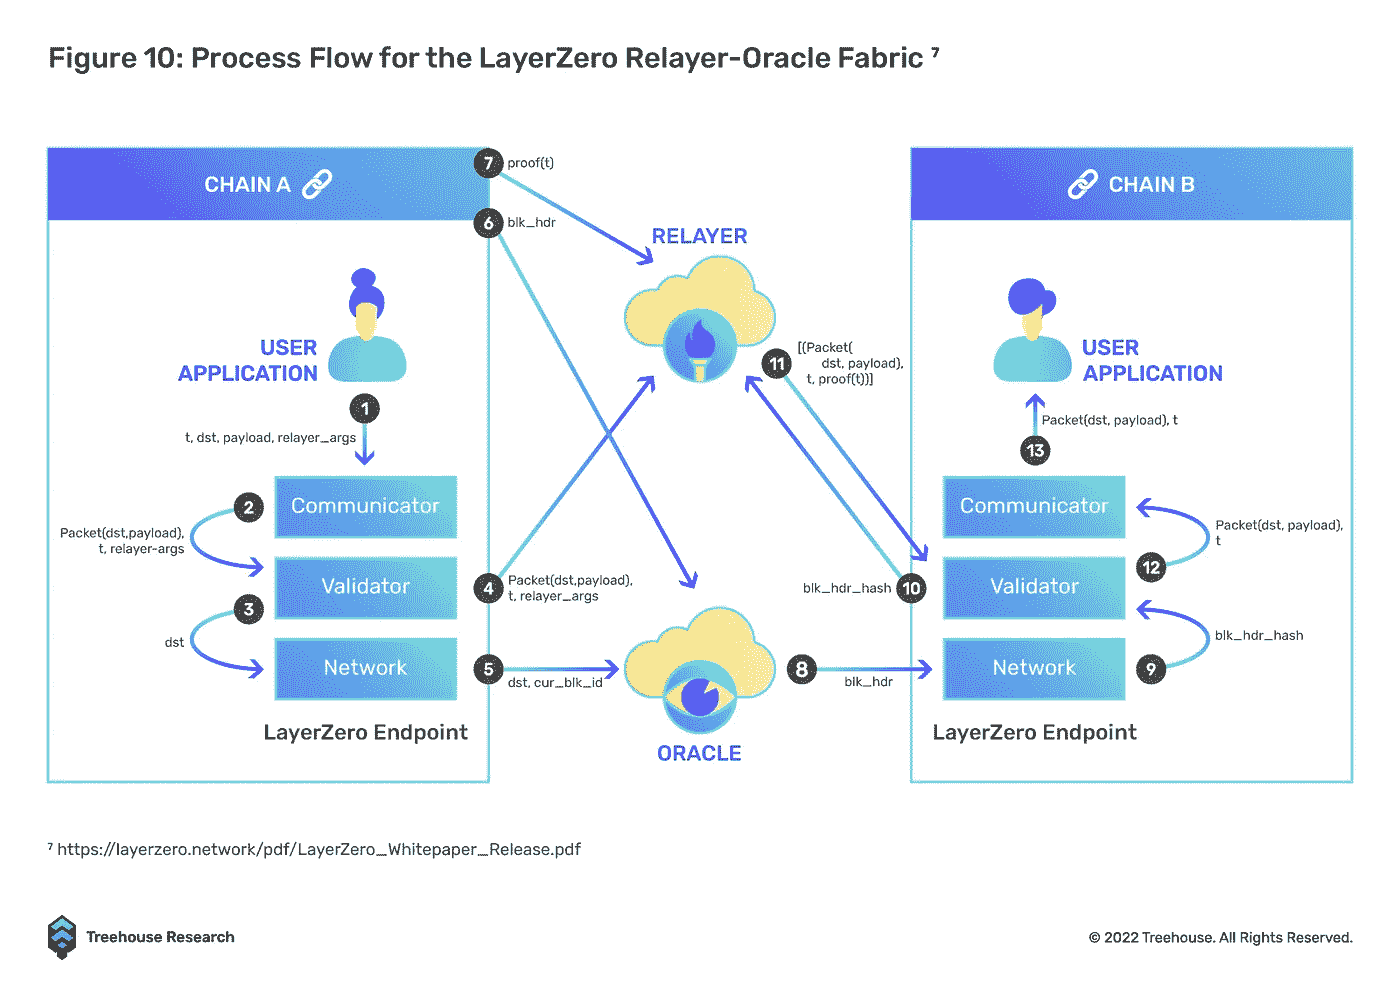 Figure 10: Process Flow for the LayerZero Relayer-Oracle Fabric ⁷
CHAIN A
7 proof(t)
6 blk_hdr
RELAYER
CHAIN B
USER
APPLICATION
1
t, dst, payload, relayer_args
2
Communicator
Packet(dst,payload),
t, relayer-args
Validator
3
dst
Network
LayerZero Endpoint
4 Packet(dst,payload),
t, relayer_args
5 dst, cur_blk_id
ORACLE
8 blk_hdr
11 [(Packet(
dst, payload),
t, proof(t))]
blk_hdr_hash 10
USER
APPLICATION
Packet(dst, payload), t
13
Communicator
Packet(dst, payload),
t
12
Validator
blk_hdr_hash
9
Network
LayerZero Endpoint
⁷ https://layerzero.network/pdf/LayerZero_Whitepaper_Release.pdf
Treehouse Research
© 2022 Treehouse. All Rights Reserved.